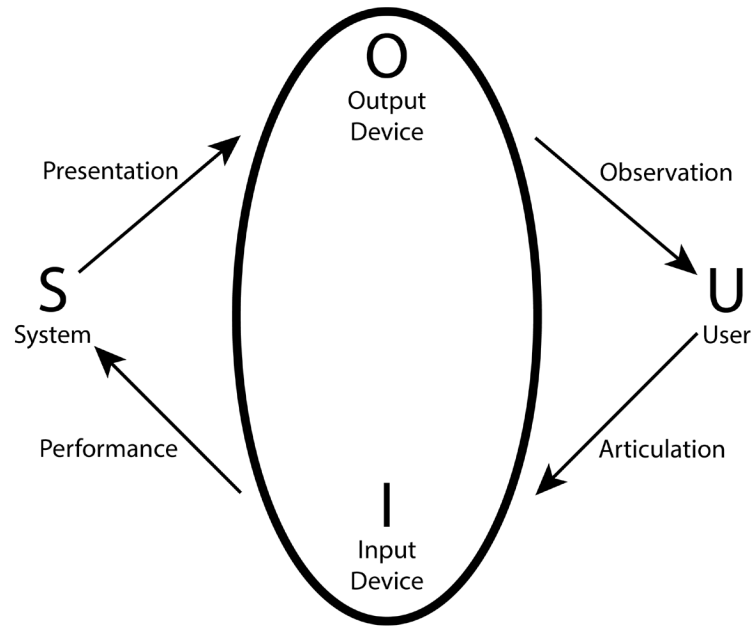 O
Output
Device
Presentation
Observation
S
System
U
User
Performance
Articulation
I
Input
Device